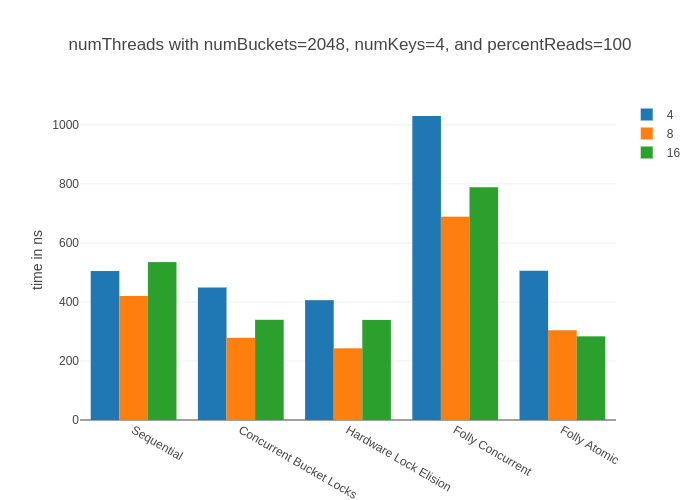 numThreads with numBuckets=2048, numKeys=4, and percentReads=100
4
8
16
time in ns
1000
800
600
400
200
0
Sequential
Concurrent Bucket Locks
Hardware Lock Elision
Folly Concurrent
Folly Atomic